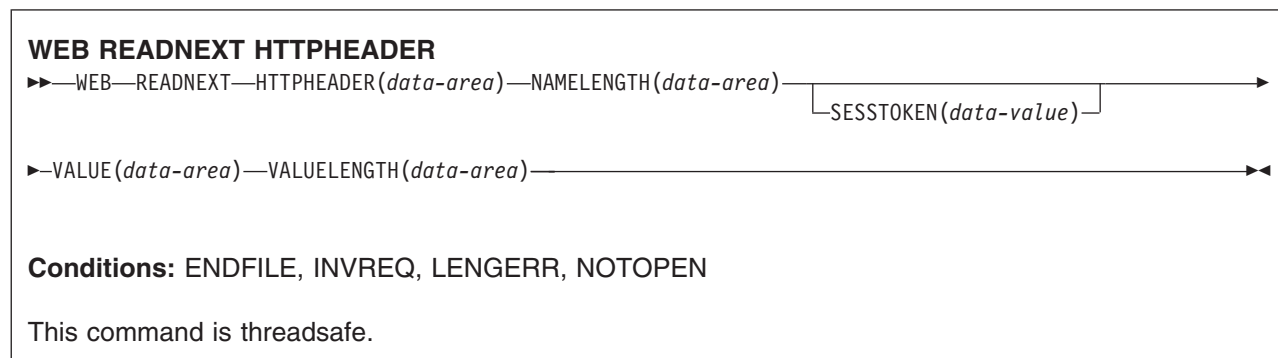 WEB READNEXT HTTPHEADER
WEB READNEXT HTTPHEADER(data-area) NAMELENGTH(data-area)
SESSTOKEN(data-value)
VALUE(data-area) VALUELENGTH(data-area)
Conditions: ENDFILE, INVREQ, LENGERR, NOTOPEN
This command is threadsafe.